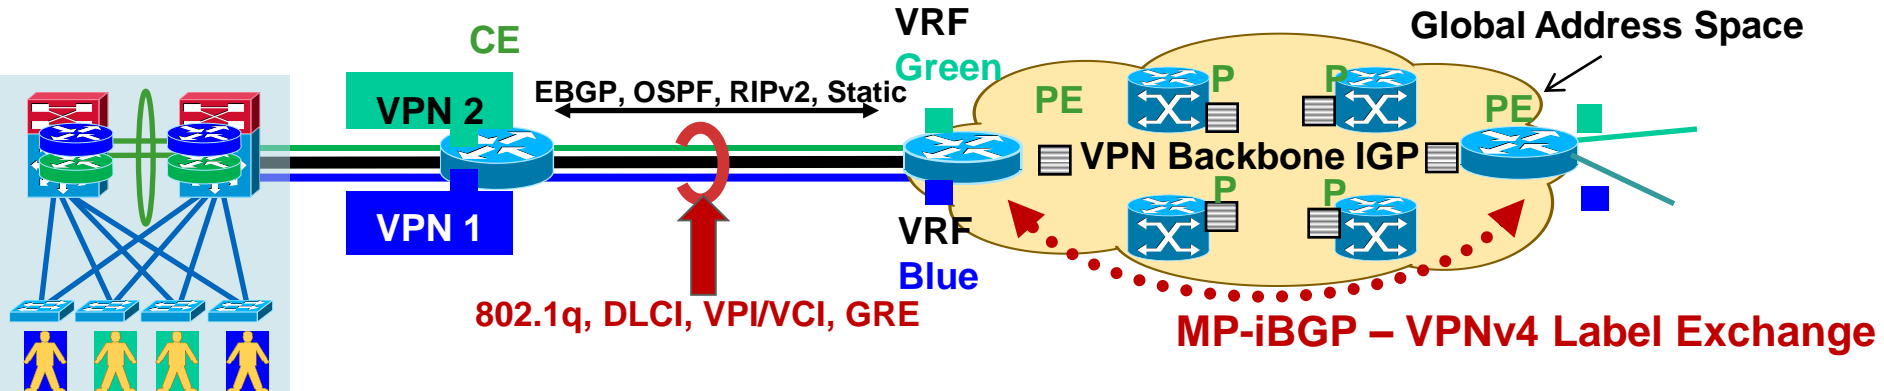 CE
VPN 2
VPN 1
EBGP, OSPF, RIPv2, Static
802.1q, DLCI, VPI/VCI, GRE
VRF
Green
VRF
Blue
PE
P
P
VPN Backbone IGP
P
P
PE
Global Address Space
MP-iBGP – VPNv4 Label Exchange